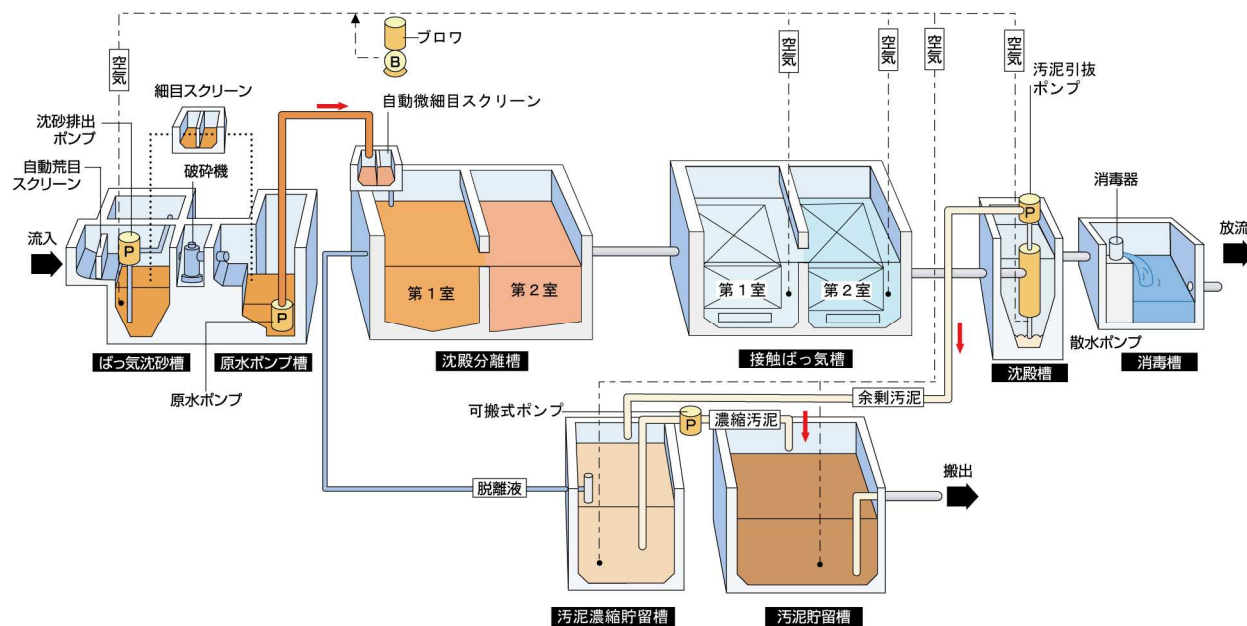 ブロワ
B
空気
空気
空気
空気
空気
汚泥引抜
ポンプ
細目スクリーン
自動微細目スクリーン
沈砂排出
ポンプ
自動荒目
スクリーン
破砕機
消毒器
流入
放流
P
P
P
第1室
第2室
第1室
第2室
散水ポンプ
ばっ気沈砂槽
原水ポンプ槽
沈殿分離槽
接触ばっ気槽
沈殿槽
消毒槽
原水ポンプ
余剰汚泥
可搬式ポンプ
P
濃縮汚泥
脱離液
搬出
汚泥濃縮貯留槽
汚泥貯留槽